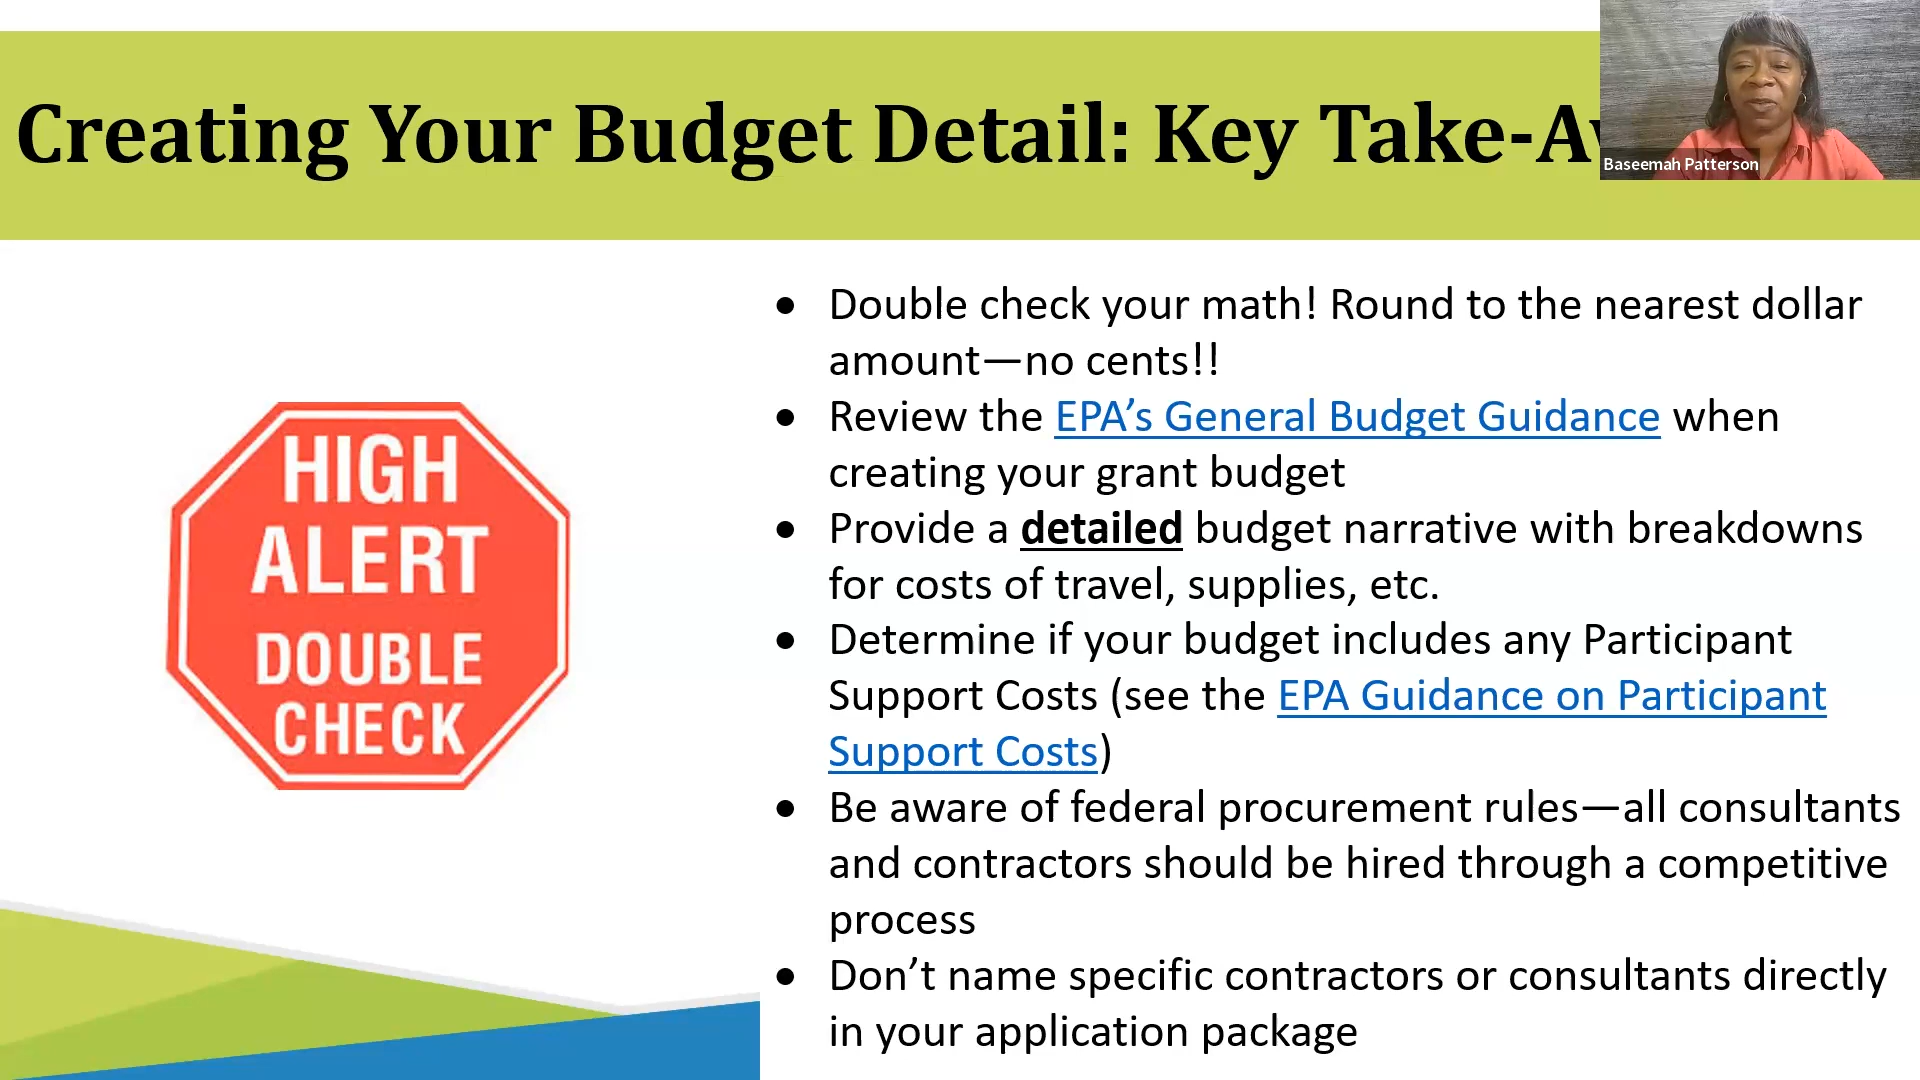 Creating Your Budget Detail: Key Take-Aw
Baseemah Patterson
HIGH
ALERT
DOUBLE
CHECK
• Double check your math! Round to the nearest dollar
amount—no cents!!
• Review the EPA’s General Budget Guidance when
creating your grant budget
• Provide a detailed budget narrative with breakdowns
for costs of travel, supplies, etc.
• Determine if your budget includes any Participant
Support Costs (see the EPA Guidance on Participant
Support Costs)
• Be aware of federal procurement rules—all consultants
and contractors should be hired through a competitive
process
• Don’t name specific contractors or consultants directly
in your application package